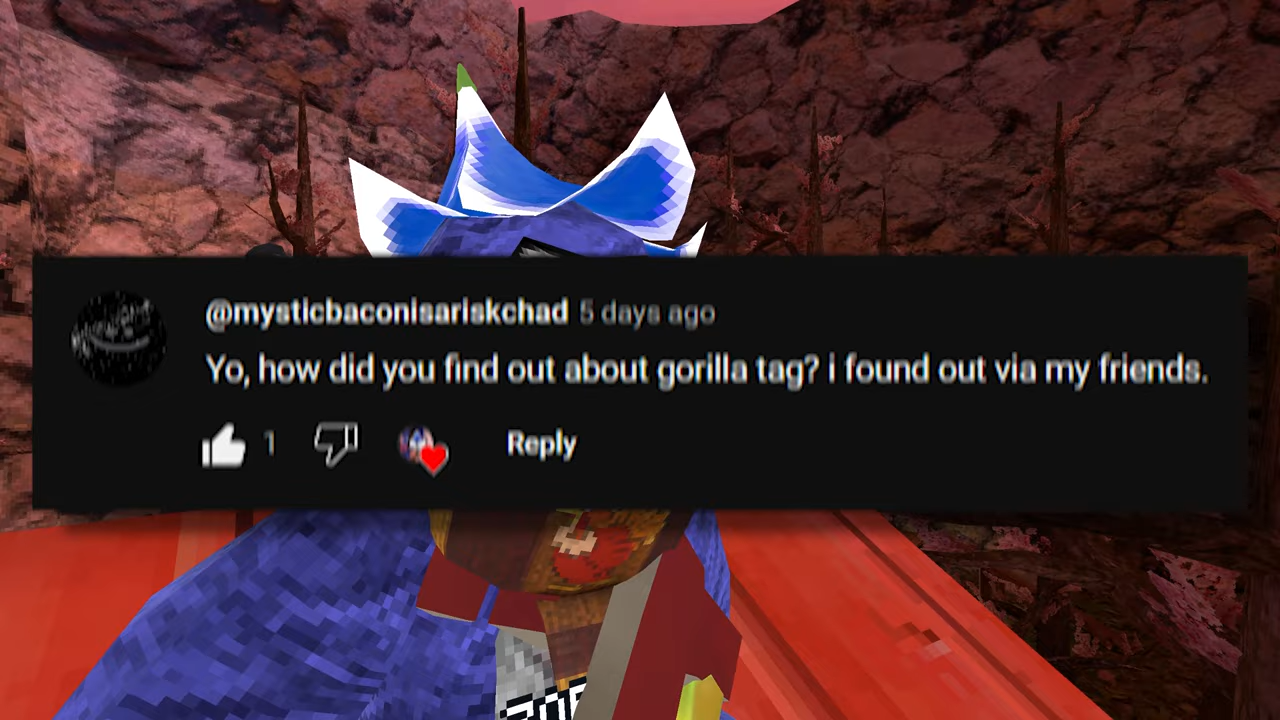 @mysticbaconisariskchad 5 days ago
Yo, how did you find out about gorilla tag? i found out via my friends.
1 Reply